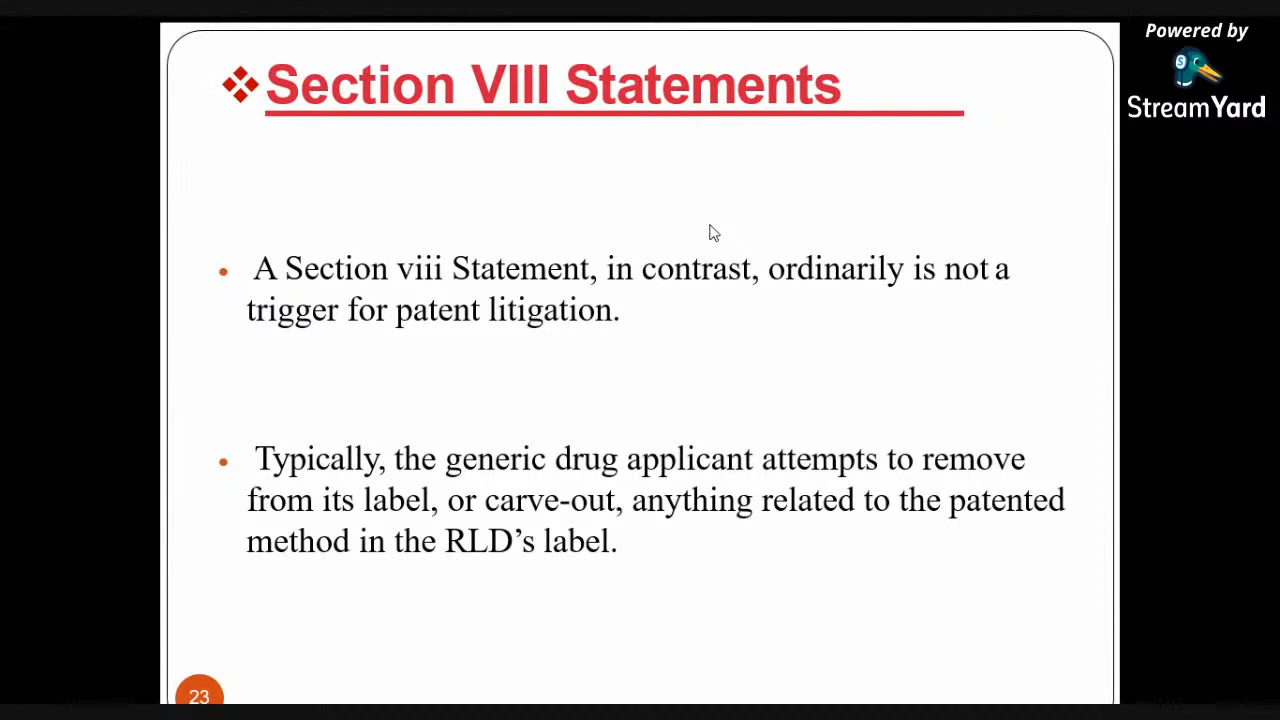 Powered by
StreamYard
Section VIII Statements
• A Section viii Statement, in contrast, ordinarily is not a
trigger for patent litigation.
• Typically, the generic drug applicant attempts to remove
from its label, or carve-out, anything related to the patented
method in the RLD’s label.
23